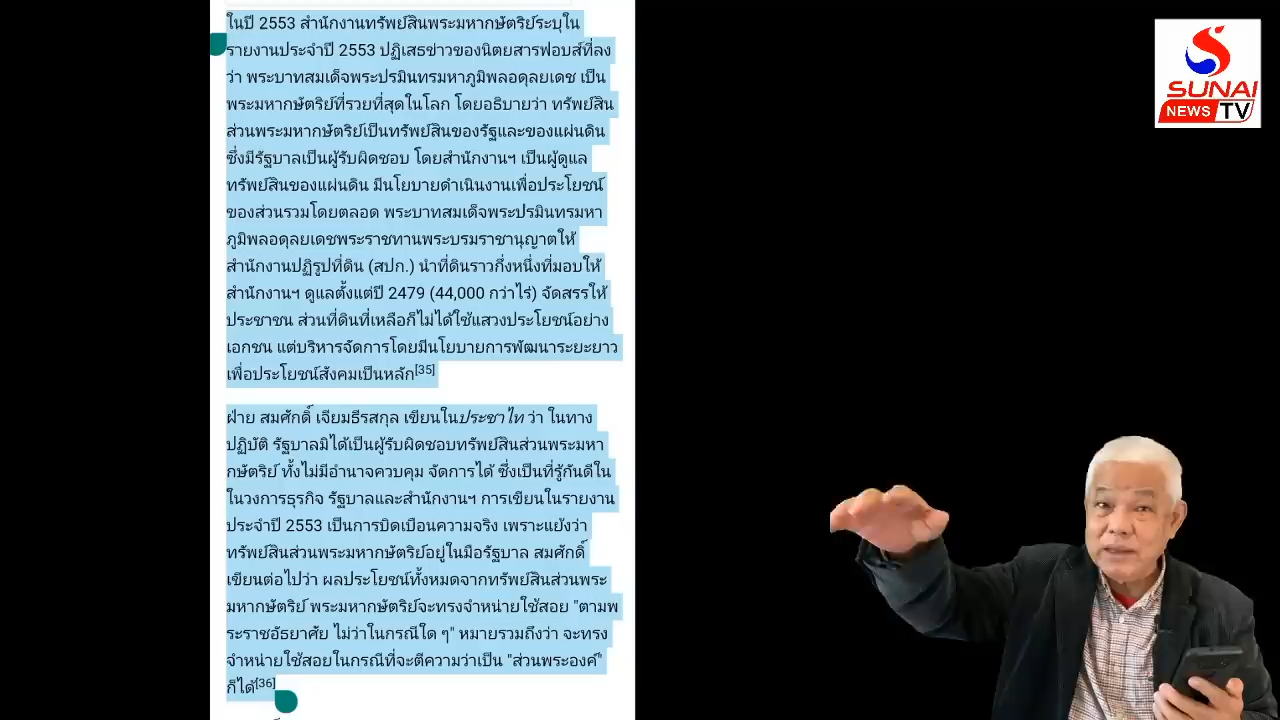 ในปี 2553 สำนักงานทรัพย์สินพระมหากษัตริย์ระบุใน
รายงานประจำปี 2553 ปฏิเสธข่าวของนิตยสารฟอบส์ที่ลง
ว่า พระบาทสมเด็จพระปรมินทรมหาภูมิพลอดุลยเดช เป็น
พระมหากษัตริย์ที่รวยที่สุดในโลก โดยอธิบายว่า ทรัพย์สิน
ส่วนพระมหากษัตริย์เป็นทรัพย์สินของรัฐและของแผ่นดิน
ซึ่งมีรัฐบาลเป็นผู้รับผิดชอบ โดยสำนักงานฯ เป็นผู้ดูแล
ทรัพย์สินของแผ่นดิน มีนโยบายดำเนินงานเพื่อประโยชน์
ของส่วนรวมโดยตลอด พระบาทสมเด็จพระปรมินทรมหา
ภูมิพลอดุลยเดชพระราชทานพระบรมราชานุญาตให้
สำนักงานปฏิรูปที่ดิน (สปก.) นำที่ดินราวกึ่งหนึ่งที่มอบให้
สำนักงานฯ ดูแลตั้งแต่ปี 2479 (44,000 กว่าไร่) จัดสรรให้
ประชาชน ส่วนที่ดินที่เหลือก็ไม่ได้ใช้แสวงประโยชน์อย่าง
เอกชน แต่บริหารจัดการโดยมีนโยบายการพัฒนาระยะยาว
เพื่อประโยชน์สังคมเป็นหลัก[35]
ฝ่าย สมศักดิ์ เจียมธีรสกุล เขียนในประชาไท ว่า ในทาง
ปฏิบัติ รัฐบาลมิได้เป็นผู้รับผิดชอบทรัพย์สินส่วนพระมหา
กษัตริย์ ทั้งไม่มีอำนาจควบคุม จัดการได้ ซึ่งเป็นที่รู้กันดีใน
ในวงการธุรกิจ รัฐบาลและสำนักงานฯ การเขียนในรายงาน
ประจำปี 2553 เป็นการบิดเบือนความจริง เพราะแย้งว่า
ทรัพย์สินส่วนพระมหากษัตริย์อยู่ในมือรัฐบาล สมศักดิ์
เขียนต่อไปว่า ผลประโยชน์ทั้งหมดจากทรัพย์สินส่วนพระ
มหากษัตริย์ พระมหากษัตริย์จะทรงจำหน่ายใช้สอย "ตามพ
ระราชอัธยาศัย ไม่ว่าในกรณีใด ๆ" หมายรวมถึงว่า จะทรง
จำหน่ายใช้สอยในกรณีที่จะตีความว่าเป็น "ส่วนพระองค์"
ก็ได้[36]
SUNAI
NEWS TV